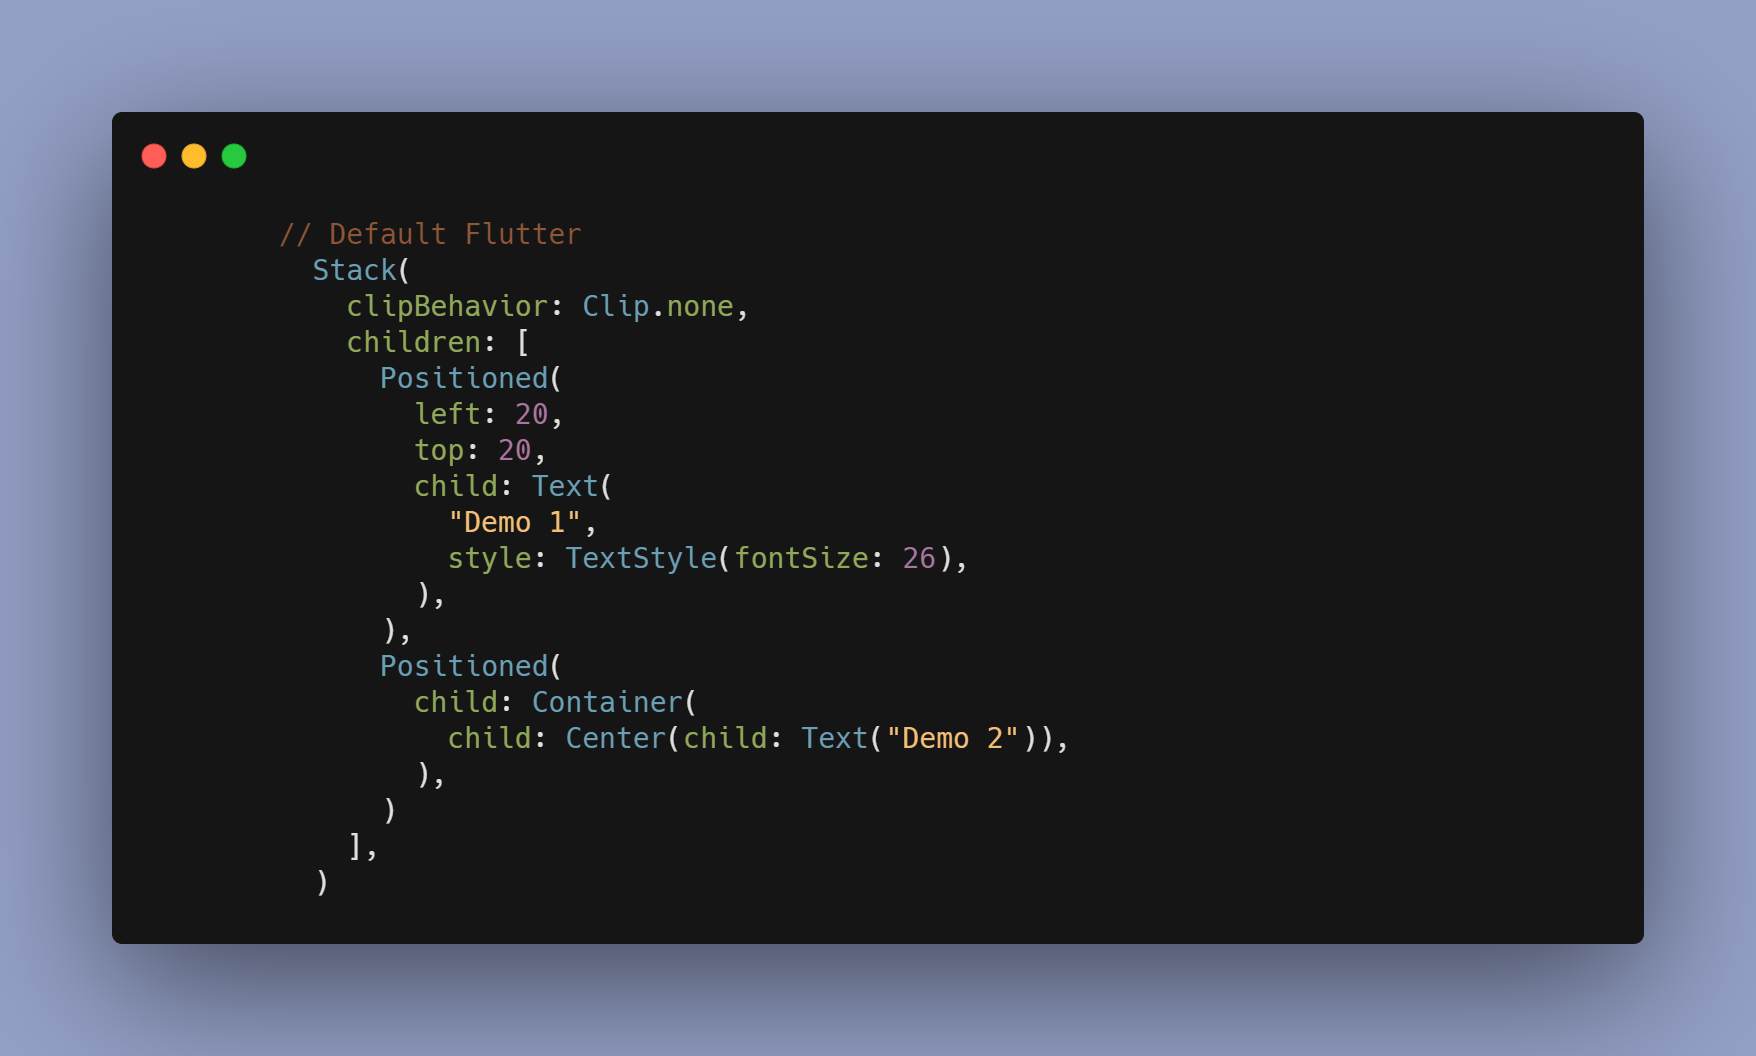 // Default Flutter
Stack(
clipBehavior: Clip.none,
children: [
Positioned(
left: 20,
top: 20,
child: Text(
"Demo 1",
style: TextStyle(fontSize: 26),
),
),
Positioned(
child: Container(
child: Center(child: Text("Demo 2")),
),
)
],
)